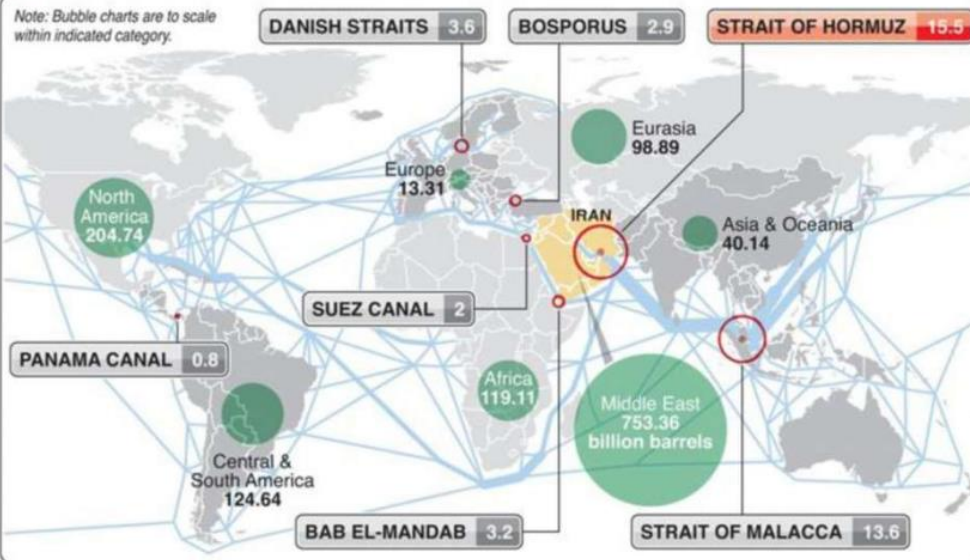 Note: Bubble charts are to scale
within indicated category.
DANISH STRAITS 3.6
BOSPORUS 2.9
STRAIT OF HORMUZ 15.5
Eurasia
98.89
Europe
13.31
North
America
204.74
IRAN
Asia & Oceania
40.14
SUEZ CANAL 2
PANAMA CANAL 0.8
Africa
119.11
Middle East
753.36
billion barrels
Central &
South America
124.64
BAB EL-MANDAB 3.2
STRAIT OF MALACCA 13.6